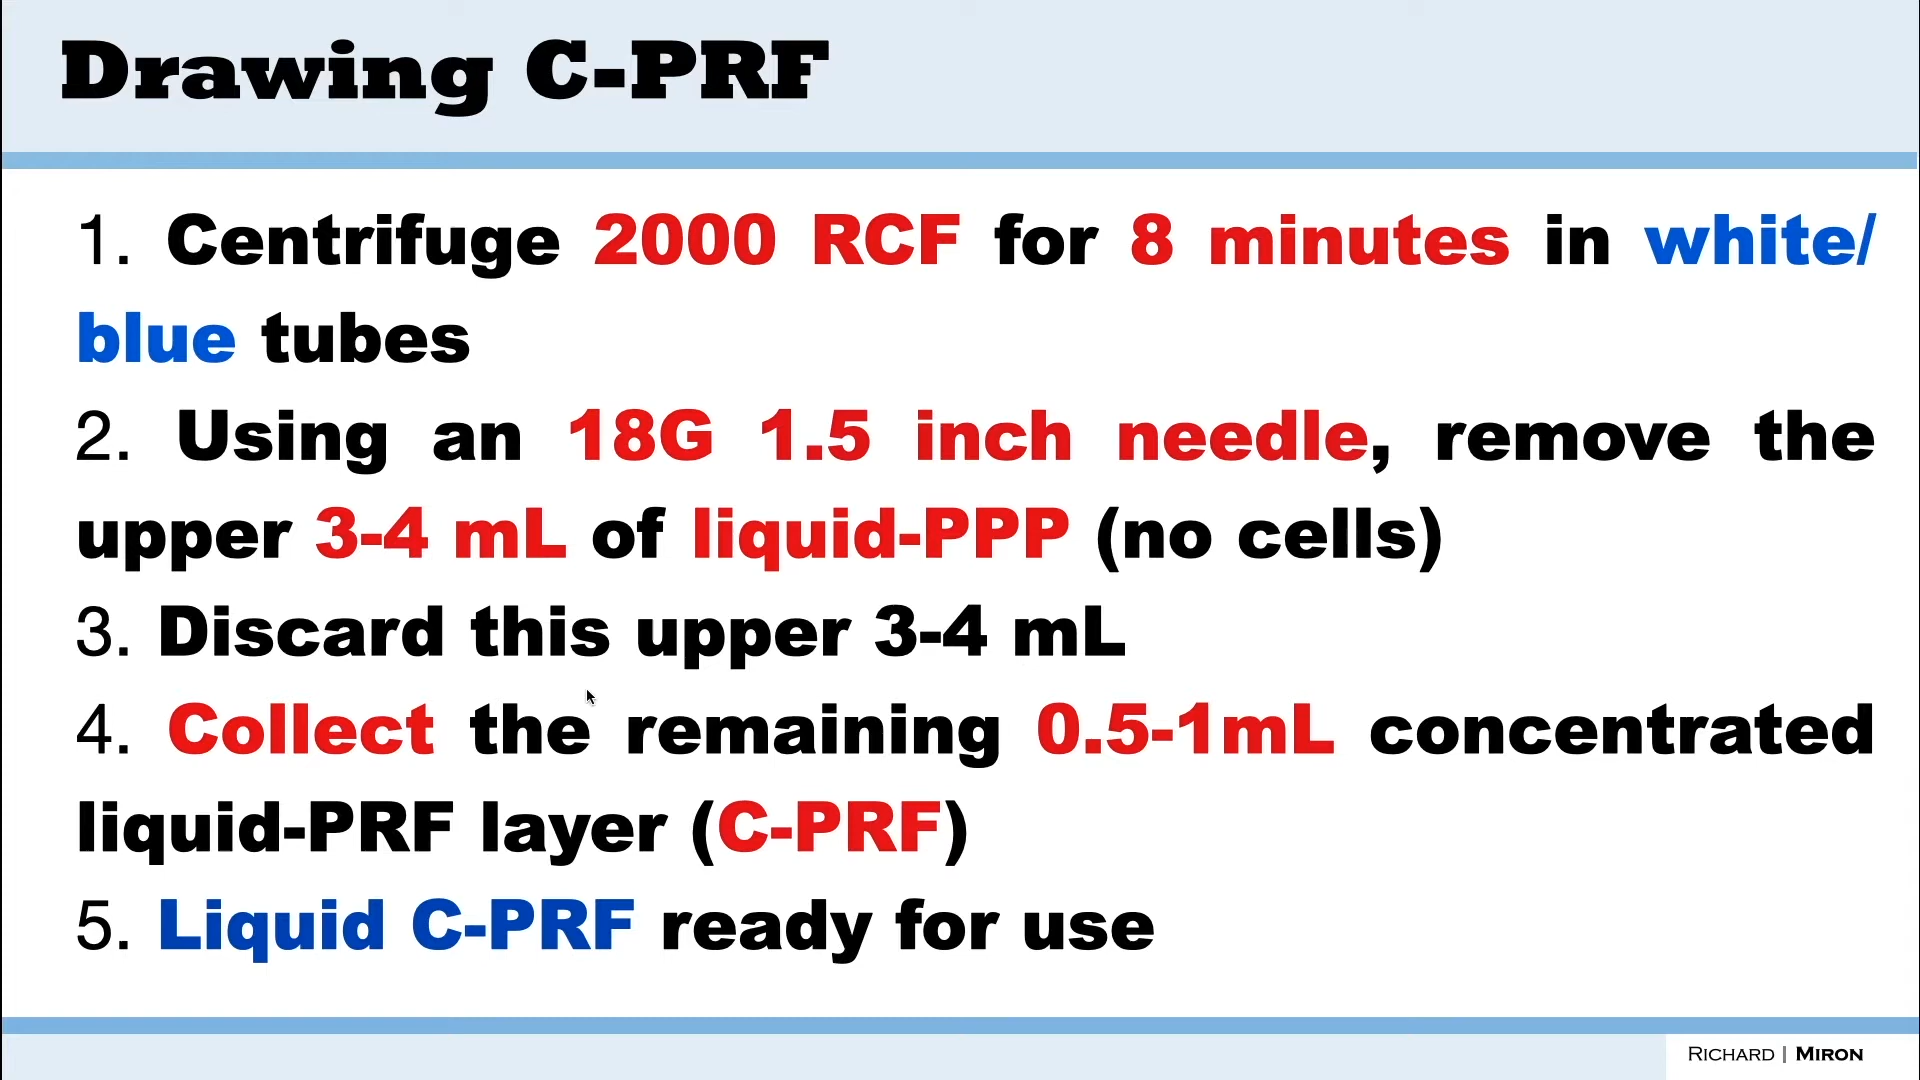 Drawing C-PRF
1. Centrifuge 2000 RCF for 8 minutes in white/
blue tubes
2. Using an 18G 1.5 inch needle, remove the
upper 3-4 mL of liquid-PPP (no cells)
3. Discard this upper 3-4 mL
4. Collect the remaining 0.5-1mL concentrated
liquid-PRF layer (C-PRF)
5. Liquid C-PRF ready for use
RICHARD | MIRON